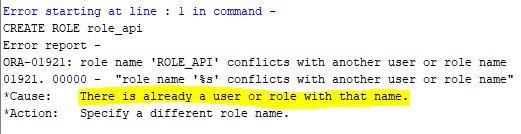 Error starting at line : 1 in command -
CREATE ROLE role_api
Error report -
ORA-01921: role name 'ROLE_API' conflicts with another user or role name
01921. 00000 -  "role name '%s' conflicts with another user or role name"
*Cause:    There is already a user or role with that name.
*Action:   Specify a different role name.